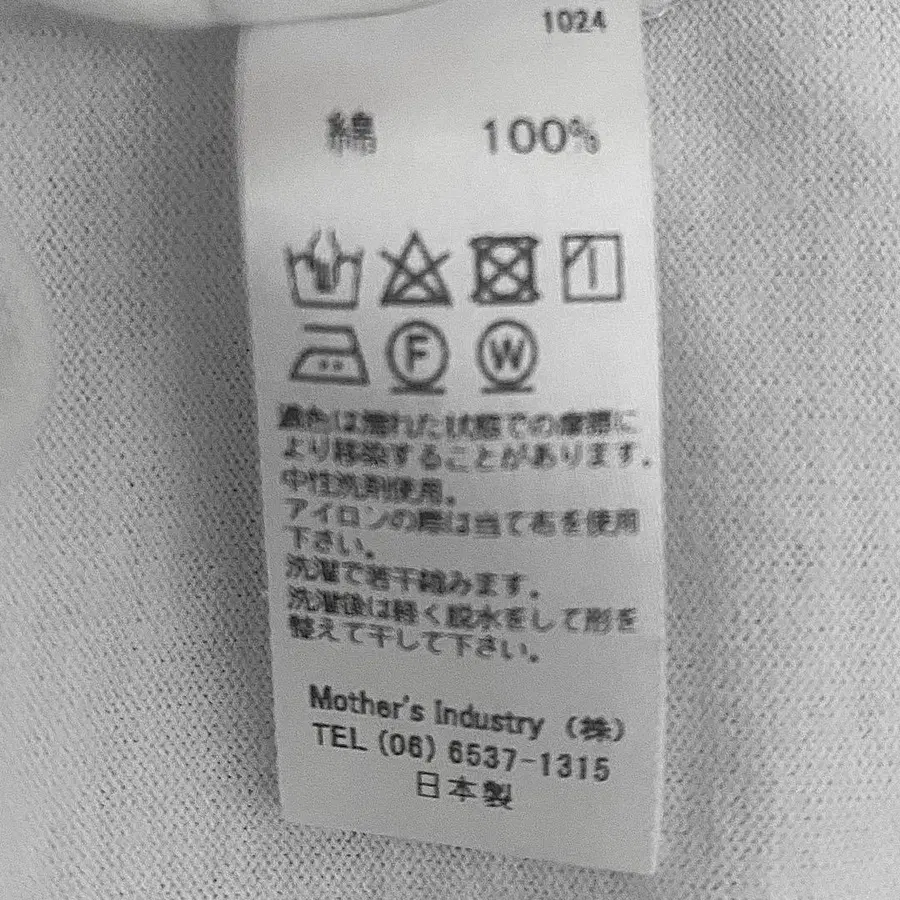 1024
綿 100%
F W
濃色は濡れた状態での摩擦に
より移染することがあります。
中性洗剤使用。
アイロンの際は当て布を使用
下さい。
洗濯で若干縮みます。
洗濯後は軽く脱水をして形を
整えて干して下さい。
Mother's Industry (株)
TEL (06) 6537-1315
日本製